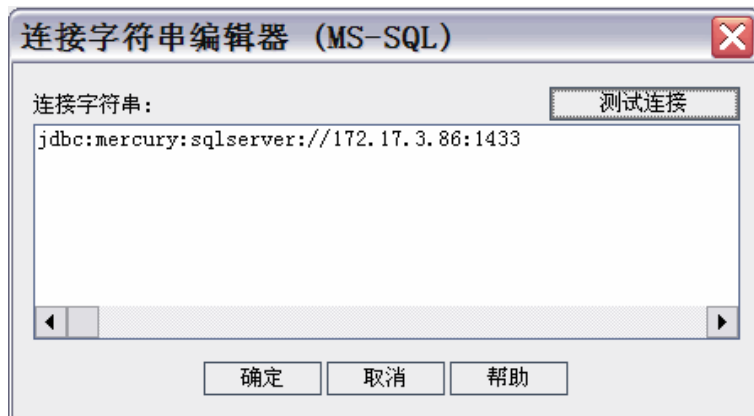 连接字符串编辑器 (MS-SQL)
连接字符串: 测试连接
jdbc:mercury:sqlserver://172.17.3.86:1433
确定 取消 帮助